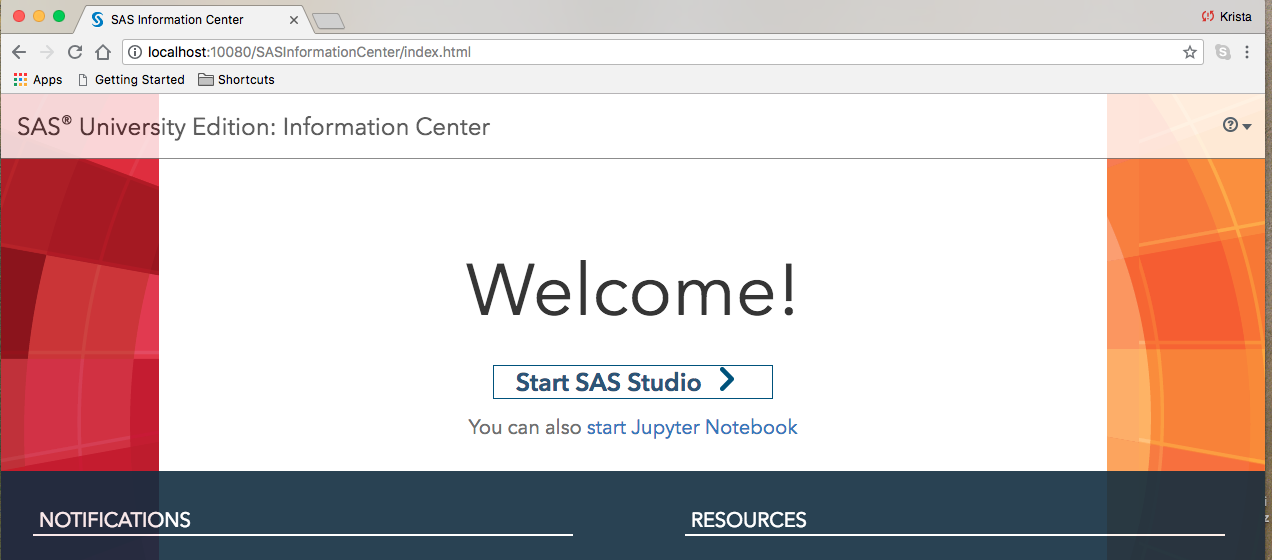 SAS Information Center
Krista
localhost:10080/SASInformationCenter/index.html
Apps Getting Started Shortcuts
SAS® University Edition: Information Center
Welcome!
Start SAS Studio
You can also start Jupyter Notebook
NOTIFICATIONS RESOURCES